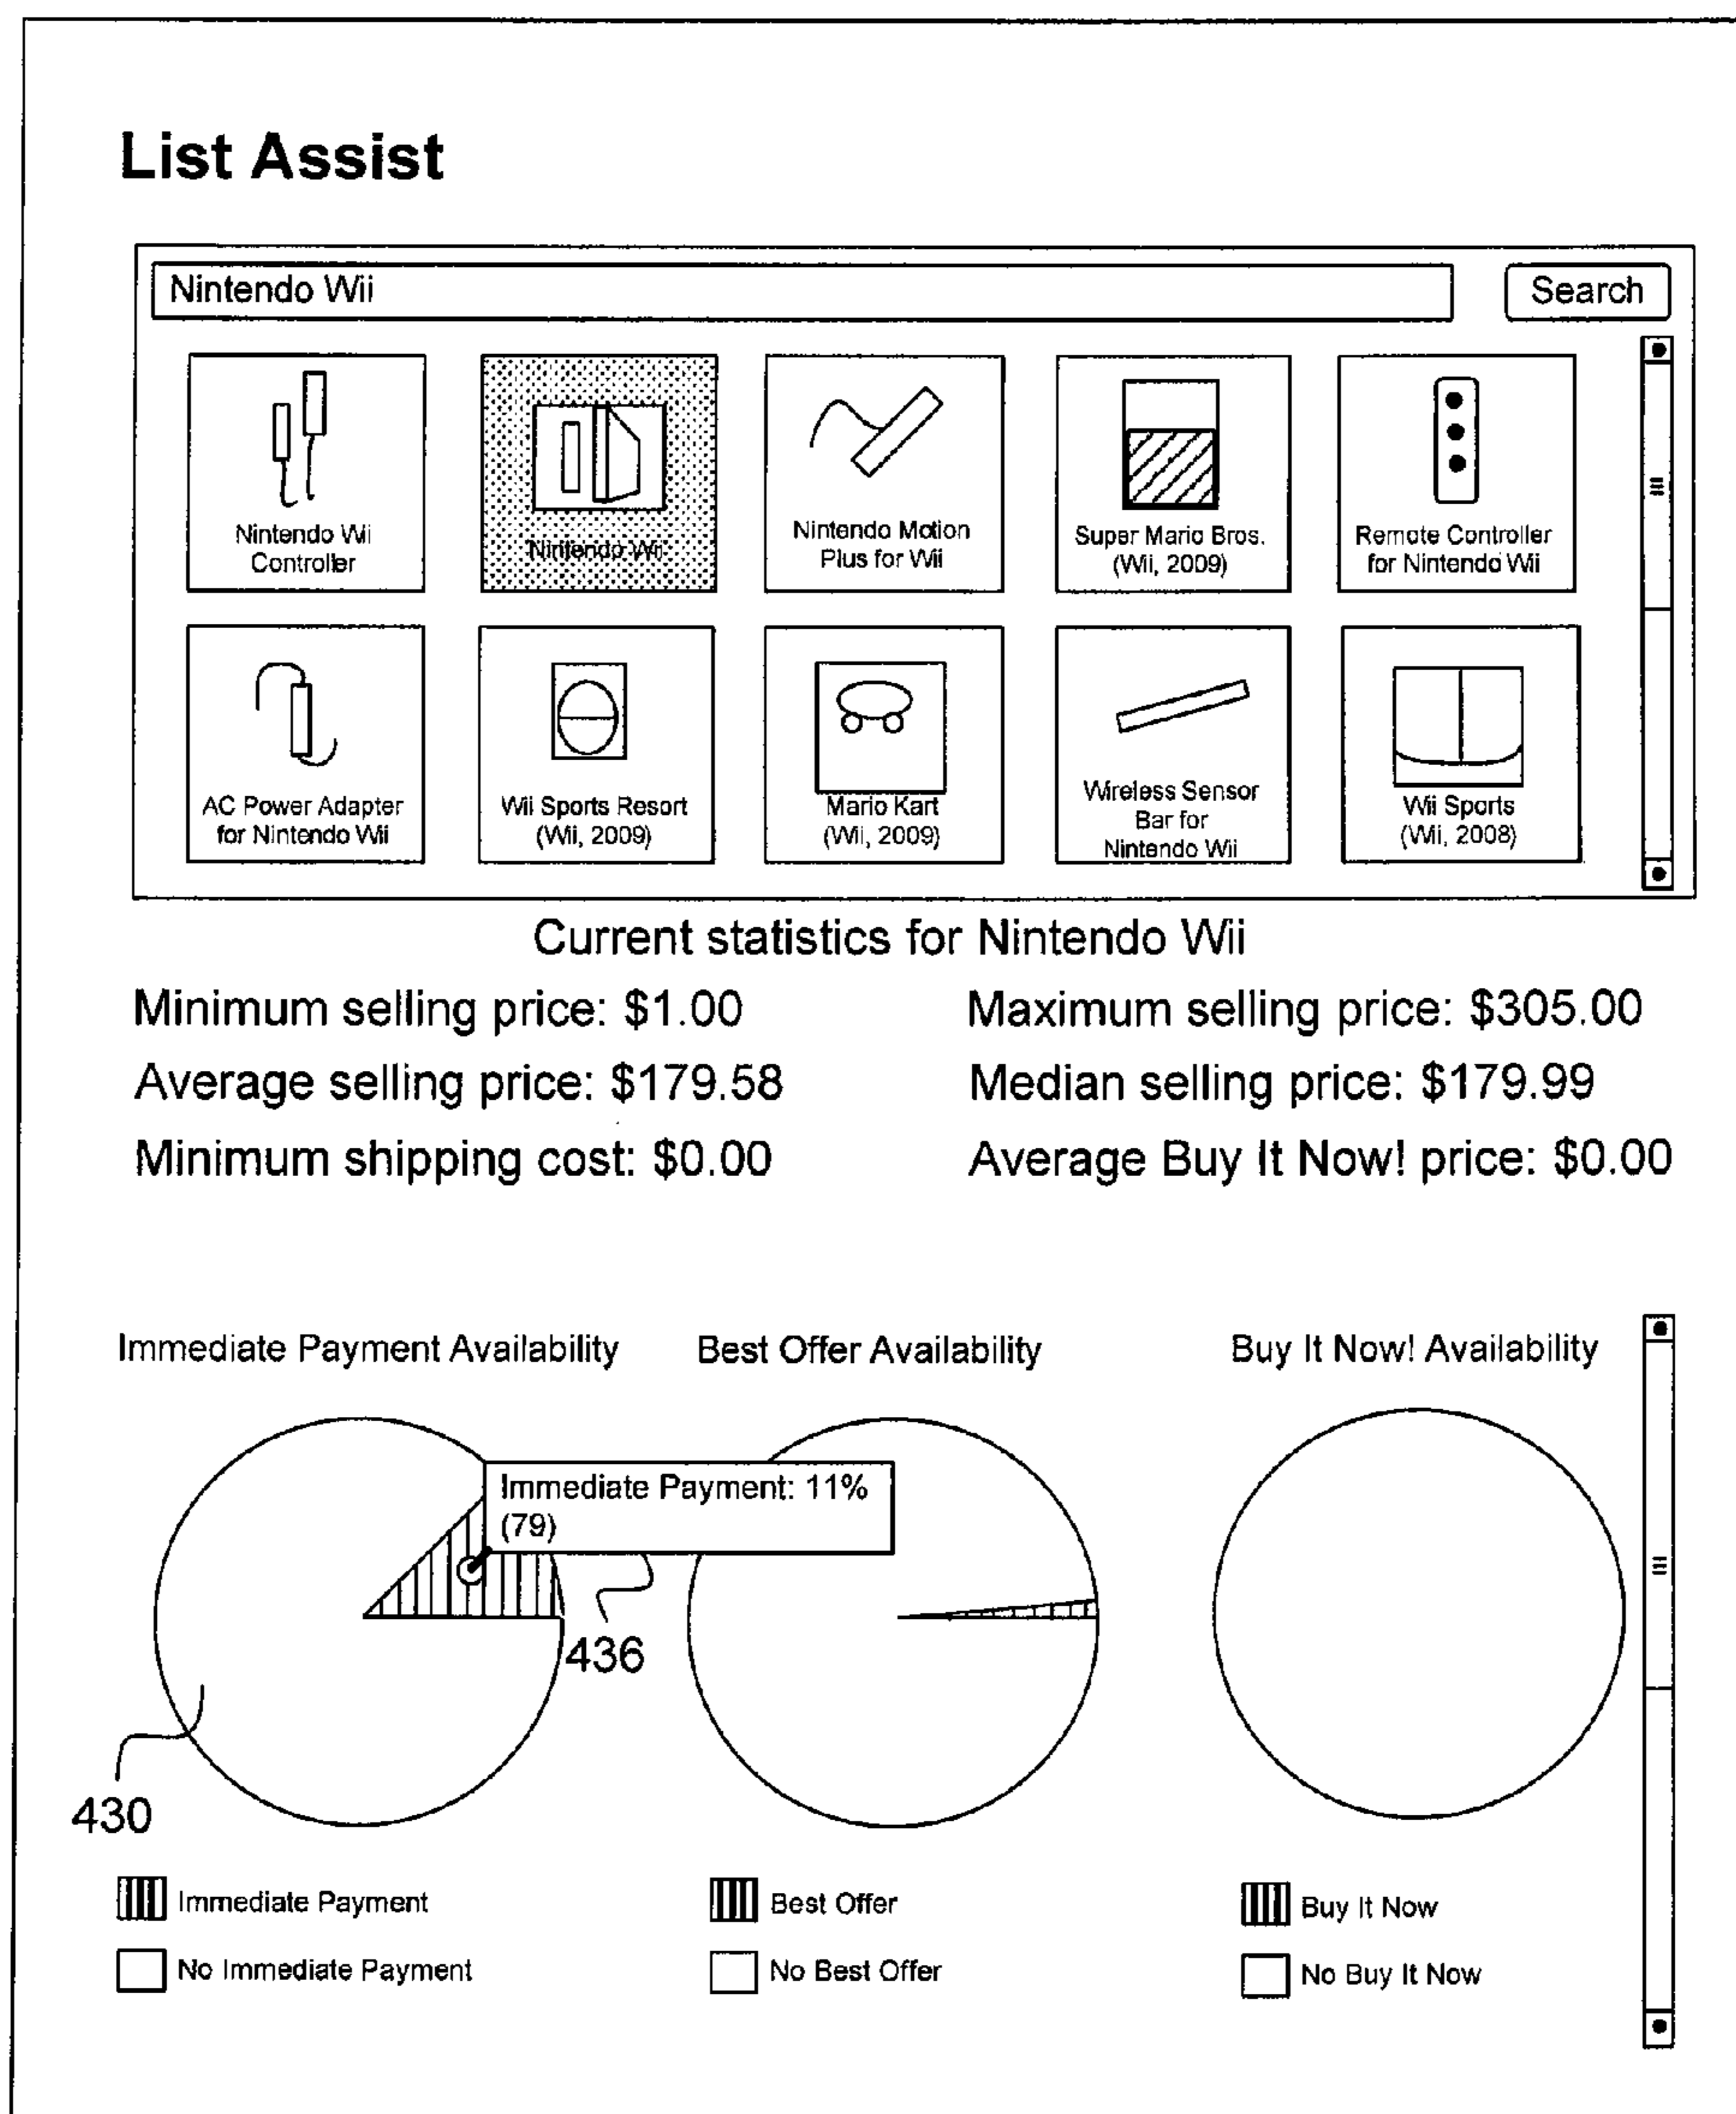 List Assist
Nintendo Wii
Search
Nintendo Wii
Controller
Nintendo Wii
Nintendo Motion
Plus for Wii
Super Mario Bros.
(Wii, 2009)
Remote Controller
for Nintendo Wii
AC Power Adapter
for Nintendo Wii
Wii Sports Resort
(Wii, 2009)
Mario Kart
(Wii, 2009)
Wireless Sensor
Bar for
Nintendo Wii
Wii Sports
(Wii, 2008)
Current statistics for Nintendo Wii
Minimum selling price: $1.00
Maximum selling price: $305.00
Average selling price: $179.58
Median selling price: $179.99
Minimum shipping cost: $0.00
Average Buy It Now! price: $0.00
Immediate Payment Availability
Best Offer Availability
Buy It Now! Availability
Immediate Payment: 11%
(79)
436
430
Immediate Payment
No Immediate Payment
Best Offer
No Best Offer
Buy It Now
No Buy It Now